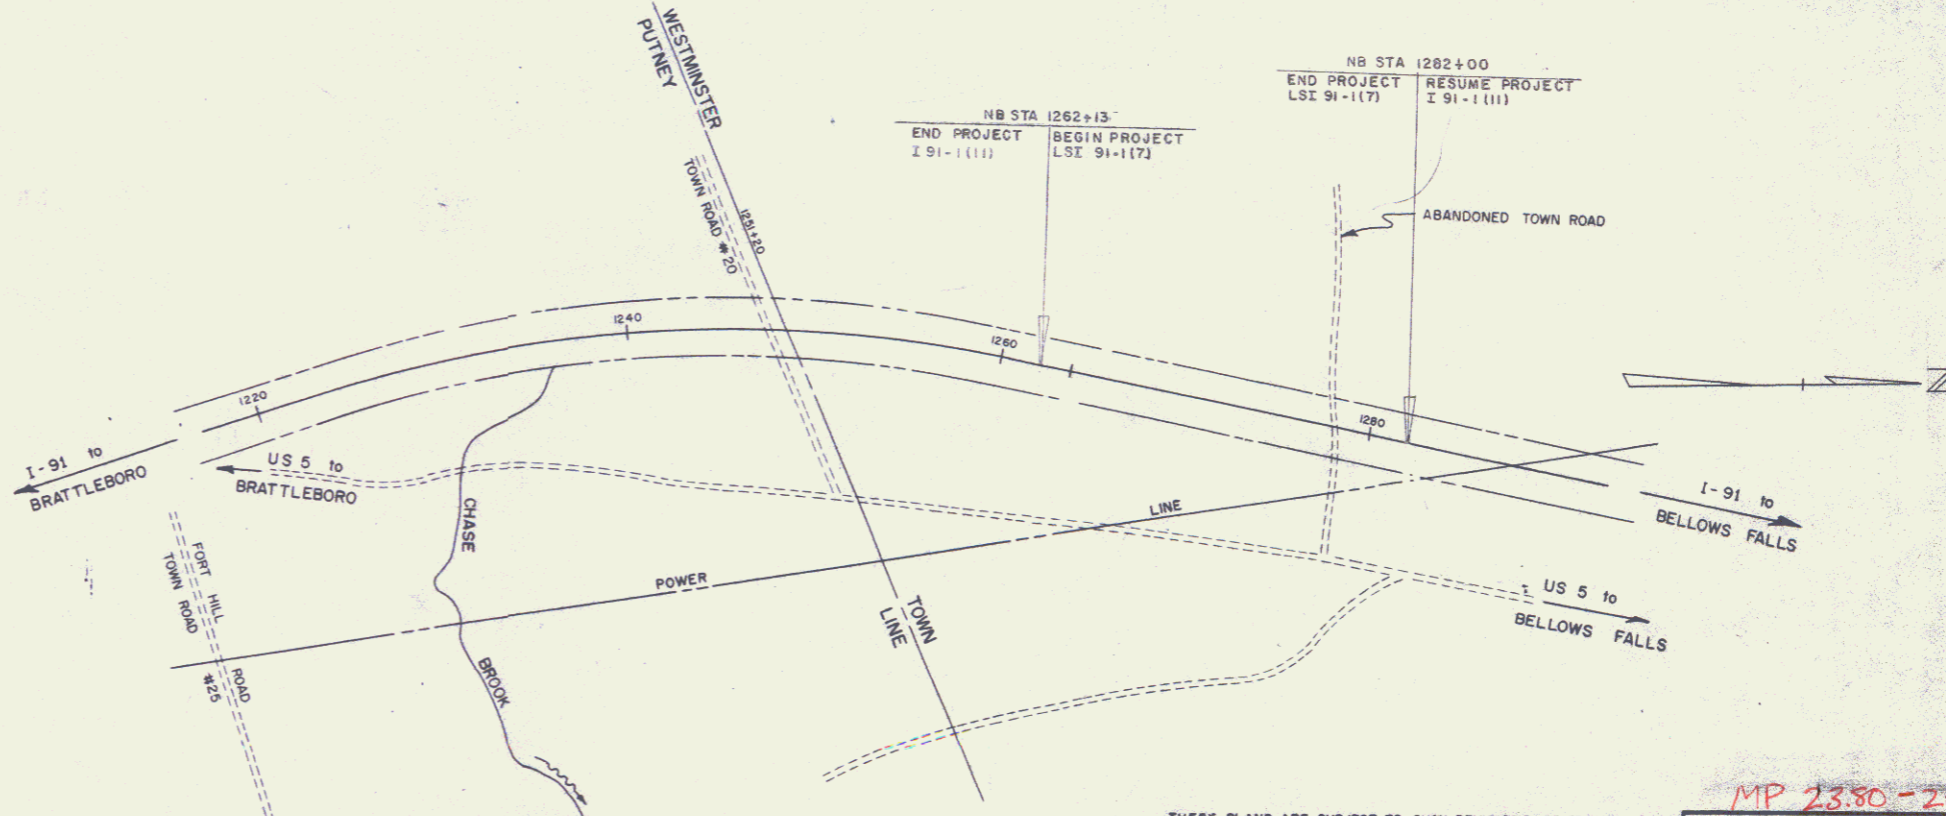 WESTMINSTER
PUTNEY
NB STA 1282+00
END PROJECT
LSI 91-1(7)
RESUME PROJECT
I 91-1(11)
NB STA 1262+13
END PROJECT
I 91-1(11)
BEGIN PROJECT
LSI 91-1(7)
TOWN ROAD #20
1251+20
ABANDONED TOWN ROAD
1220
1240
1260
1280
I-91 to
BRATTLEBORO
US 5 to
BRATTLEBORO
CHASE
BROOK
FORT HILL ROAD
TOWN ROAD #25
POWER
LINE
TOWN
LINE
I-91 to
BELLOWS FALLS
US 5 to
BELLOWS FALLS
MP 23.80 - 2